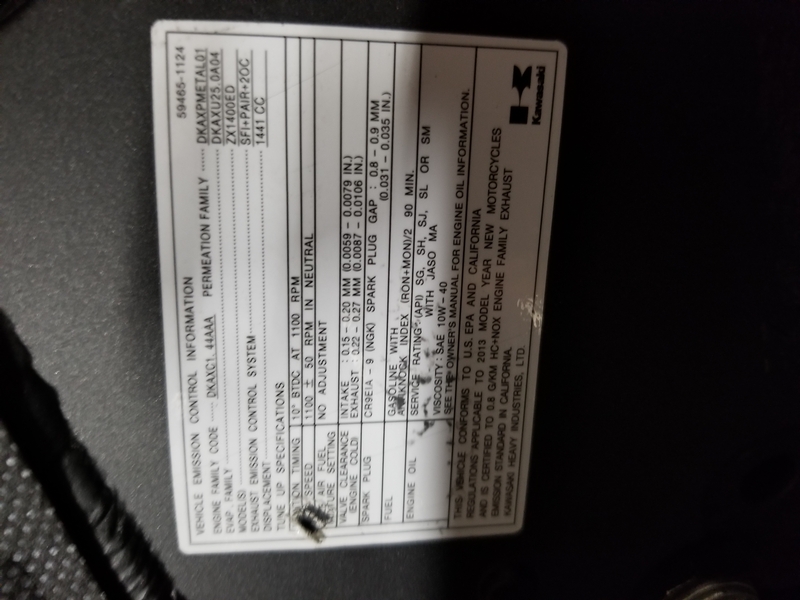 59465-1124
VEHICLE EMISSION CONTROL INFORMATION
ENGINE FAMILY CODE DKAXC1.44AAA PERMEATION FAMILY DKAXPMETAL01
EVAP. FAMILY DKAXU25.0A04
MODEL(S) ZX1400ED
EXHAUST EMISSION CONTROL SYSTEM SFI+PAIR+2OC
DISPLACEMENT 1441 CC
TUNE UP SPECIFICATIONS
TIMING 10° BTDC AT 1100 RPM
SPEED 1100 ± 50 RPM IN NEUTRAL
AIR FUEL
SETTING NO ADJUSTMENT
VALVE CLEARANCE INTAKE : 0.15 - 0.20 MM (0.0059 - 0.0079 IN.)
(ENGINE COLD) EXHAUST : 0.22 - 0.27 MM (0.0087 - 0.0106 IN.)
SPARK PLUG CR9EIA - 9 (NGK) SPARK PLUG GAP : 0.8 - 0.9 MM
(0.031 - 0.035 IN.)
FUEL GASOLINE WITH
INDEX (RON+MON)/2 90 MIN.
ENGINE OIL SERVICE RATING (API) SG, SH, SJ, SL OR SM
WITH JASO MA
VISCOSITY: SAE 10W-40
SEE THE OWNER'S MANUAL FOR ENGINE OIL INFORMATION.
THIS VEHICLE CONFORMS TO U.S. EPA AND CALIFORNIA
REGULATIONS APPLICABLE TO 2013 MODEL YEAR NEW MOTORCYCLES
AND IS CERTIFIED TO 0.8 G/KM HC+NOX ENGINE FAMILY EXHAUST
EMISSION STANDARD IN CALIFORNIA.
KAWASAKI HEAVY INDUSTRIES, LTD.
Kawasaki